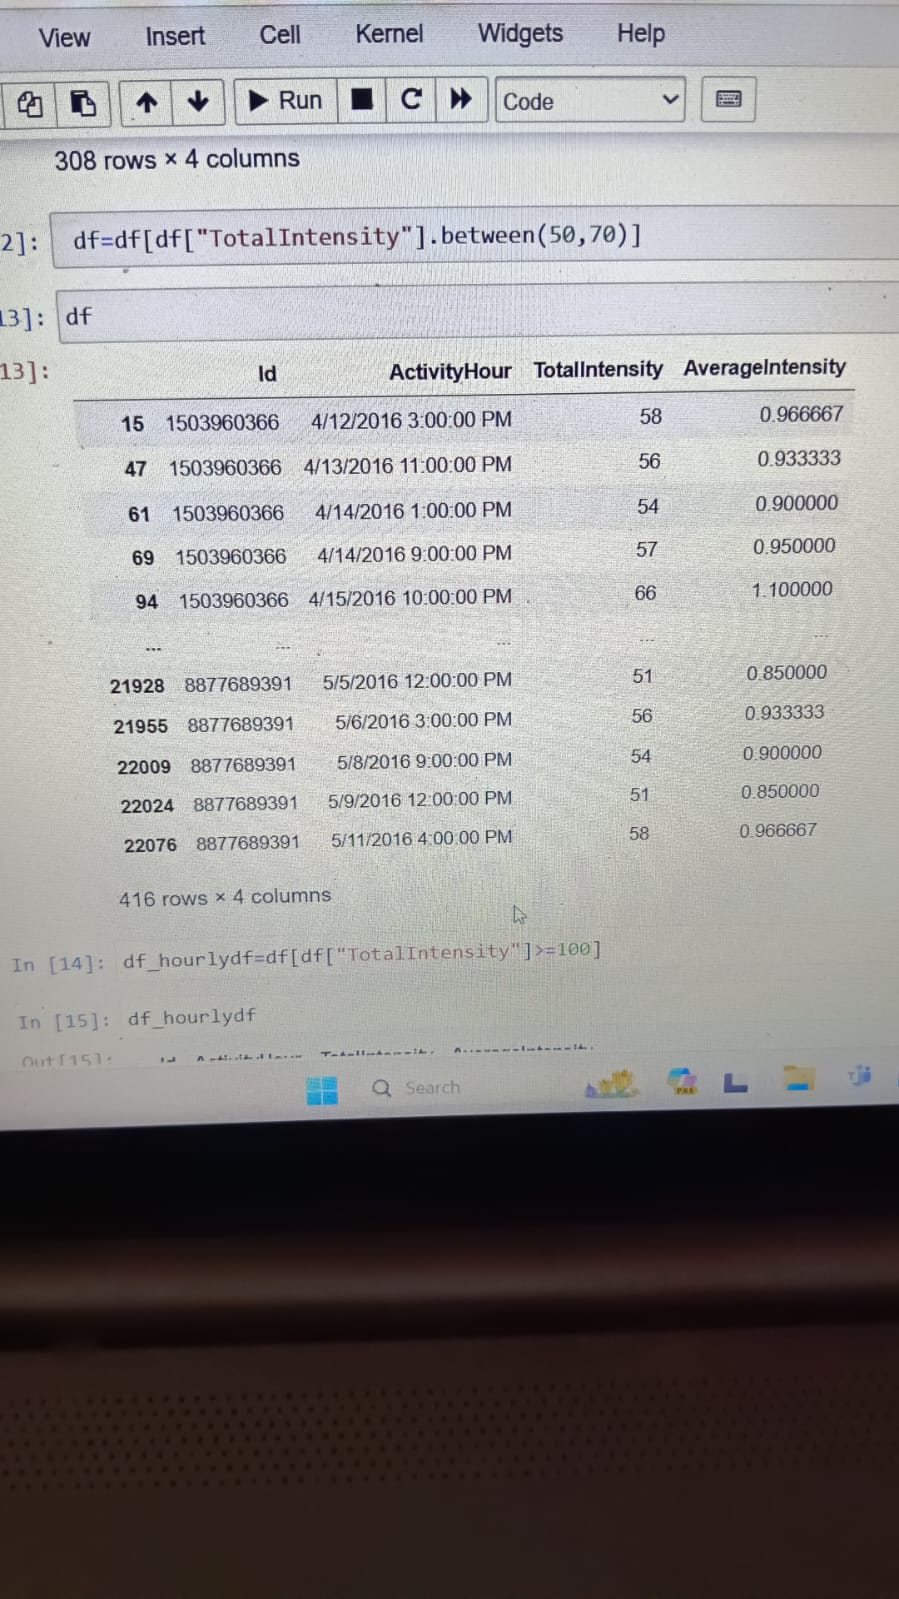 View Insert Cell Kernel Widgets Help
Run Code
308 rows × 4 columns
2]: df=df[df["TotalIntensity"].between(50,70)]
13]: df
13]:
Id ActivityHour TotalIntensity AverageIntensity
15 1503960366 4/12/2016 3:00:00 PM 58 0.966667
47 1503960366 4/13/2016 11:00:00 PM 56 0.933333
61 1503960366 4/14/2016 1:00:00 PM 54 0.900000
69 1503960366 4/14/2016 9:00:00 PM 57 0.950000
94 1503960366 4/15/2016 10:00:00 PM 66 1.100000
... ... ... ... ...
21928 8877689391 5/5/2016 12:00:00 PM 51 0.850000
21955 8877689391 5/6/2016 3:00:00 PM 56 0.933333
22009 8877689391 5/8/2016 9:00:00 PM 54 0.900000
22024 8877689391 5/9/2016 12:00:00 PM 51 0.850000
22076 8877689391 5/11/2016 4:00:00 PM 58 0.966667
416 rows × 4 columns
In [14]: df_hourlydf=df[df["TotalIntensity"]>=100]
In [15]: df_hourlydf
Out[15]:
Search
PRE